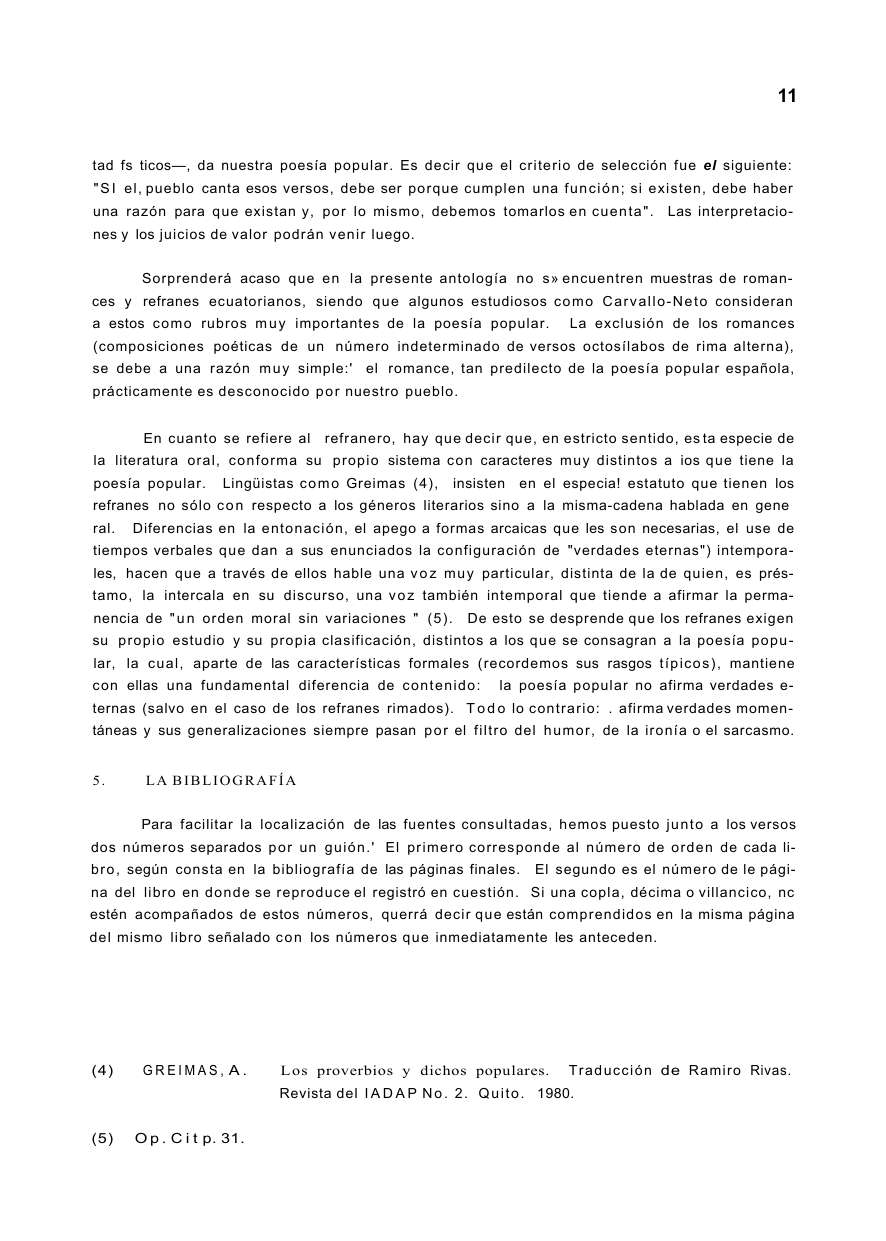 11
tad fs ticos—, da nuestra poesía popular. Es decir que el criterio de selección fue el siguiente:
"SI el, pueblo canta esos versos, debe ser porque cumplen una función; si existen, debe haber
una razón para que existan y, por lo mismo, debemos tomarlos en cuenta". Las interpretacio-
nes y los juicios de valor podrán venir luego.
Sorprenderá acaso que en la presente antología no s» encuentren muestras de roman-
ces y refranes ecuatorianos, siendo que algunos estudiosos como Carvallo-Neto consideran
a estos como rubros muy importantes de la poesía popular. La exclusión de los romances
(composiciones poéticas de un número indeterminado de versos octosílabos de rima alterna),
se debe a una razón muy simple:' el romance, tan predilecto de la poesía popular española,
prácticamente es desconocido por nuestro pueblo.
En cuanto se refiere al refranero, hay que decir que, en estricto sentido, es ta especie de
la literatura oral, conforma su propio sistema con caracteres muy distintos a ios que tiene la
poesía popular. Lingüistas como Greimas (4), insisten en el especia! estatuto que tienen los
refranes no sólo con respecto a los géneros literarios sino a la misma-cadena hablada en gene
ral. Diferencias en la entonación, el apego a formas arcaicas que les son necesarias, el use de
tiempos verbales que dan a sus enunciados la configuración de "verdades eternas") intempora-
les, hacen que a través de ellos hable una voz muy particular, distinta de la de quien, es prés-
tamo, la intercala en su discurso, una voz también intemporal que tiende a afirmar la perma-
nencia de "un orden moral sin variaciones " (5). De esto se desprende que los refranes exigen
su propio estudio y su propia clasificación, distintos a los que se consagran a la poesía popu-
lar, la cual, aparte de las características formales (recordemos sus rasgos típicos), mantiene
con ellas una fundamental diferencia de contenido: la poesía popular no afirma verdades e-
ternas (salvo en el caso de los refranes rimados). Todo lo contrario: . afirma verdades momen-
táneas y sus generalizaciones siempre pasan por el filtro del humor, de la ironía o el sarcasmo.
5. LA BIBLIOGRAFÍA
Para facilitar la localización de las fuentes consultadas, hemos puesto junto a los versos
dos números separados por un guión.' El primero corresponde al número de orden de cada li-
bro, según consta en la bibliografía de las páginas finales. El segundo es el número de le pági-
na del libro en donde se reproduce el registró en cuestión. Si una copla, décima o villancico, nc
estén acompañados de estos números, querrá decir que están comprendidos en la misma página
del mismo libro señalado con los números que inmediatamente les anteceden.
(4) GREIMAS, A. Los proverbios y dichos populares. Traducción de Ramiro Rivas.
Revista del IADAP No. 2. Quito. 1980.
(5) Op. Cit p. 31.